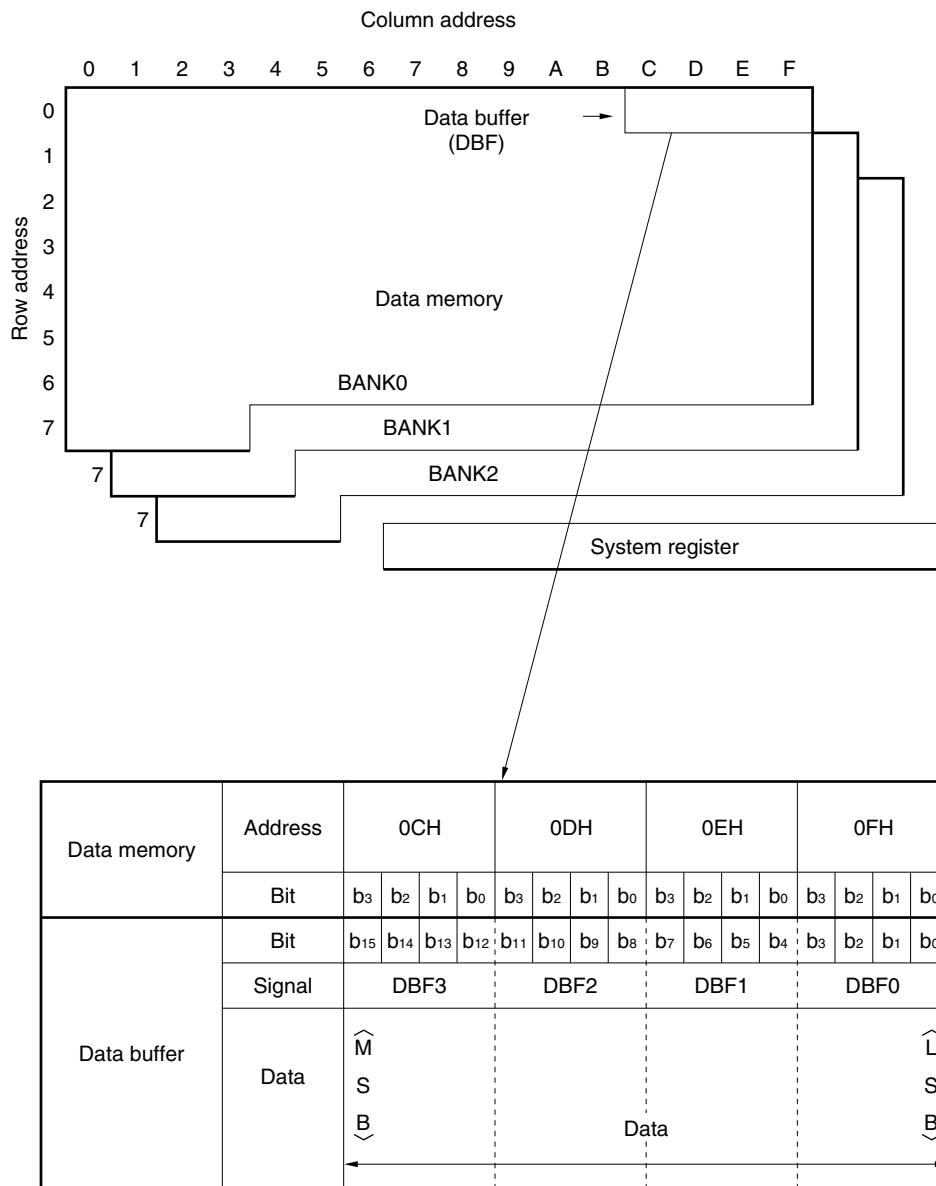 Column address
0 1 2 3 4 5 6 7 8 9 A B C D E F
Row address
0
1
2
3
4
5
6
7
Data buffer
(DBF)
Data memory
BANK0
BANK1
7
BANK2
7
System register
Data memory Address 0CH 0DH 0EH 0FH
Bit b3 b2 b1 b0 b3 b2 b1 b0 b3 b2 b1 b0 b3 b2 b1 b0
Data buffer
Bit b15 b14 b13 b12 b11 b10 b9 b8 b7 b6 b5 b4 b3 b2 b1 b0
Signal DBF3 DBF2 DBF1 DBF0
Data
〈MSB〉
〈LSB〉
Data